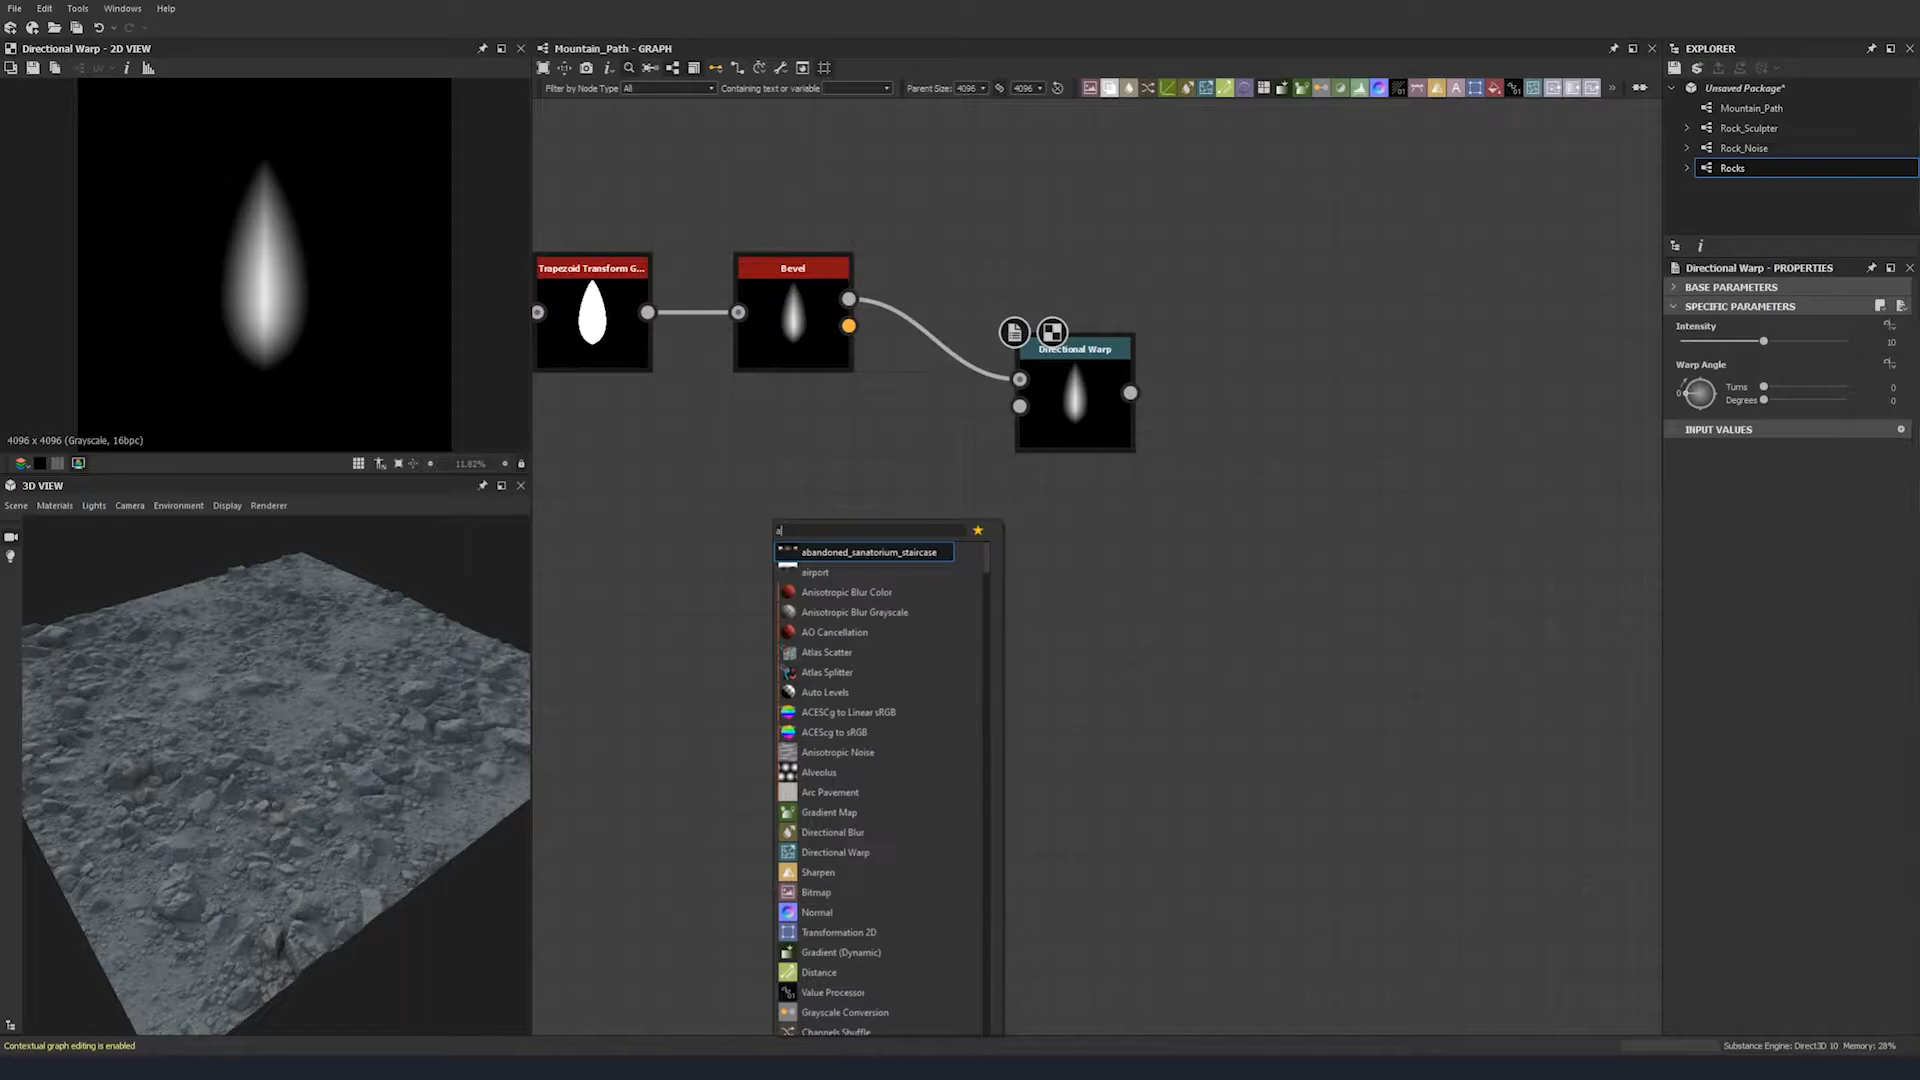 File Edit Tools Windows Help
Directional Warp - 2D VIEW
UV
4096 x 4096 (Grayscale, 16bpc)
11.82%
3D VIEW
Scene Materials Lights Camera Environment Display Renderer
Contextual graph editing is enabled
Mountain_Path - GRAPH
Filter by Node Type All Containing text or variable Parent Size: 4096 4096
Trapezoid Transform G...
Bevel
Directional Warp
a
abandoned_sanatorium_staircase
airport
Anisotropic Blur Color
Anisotropic Blur Grayscale
AO Cancellation
Atlas Scatter
Atlas Splitter
Auto Levels
ACESCg to Linear sRGB
ACEScg to sRGB
Anisotropic Noise
Alveolus
Arc Pavement
Gradient Map
Directional Blur
Directional Warp
Sharpen
Bitmap
Normal
Transformation 2D
Gradient (Dynamic)
Distance
Value Processor
Grayscale Conversion
Channels Shuffle
EXPLORER
Unsaved Package*
Mountain_Path
Rock_Sculpter
Rock_Noise
Rocks
Directional Warp - PROPERTIES
BASE PARAMETERS
SPECIFIC PARAMETERS
Intensity
10
Warp Angle
0 Turns 0
Degrees 0
INPUT VALUES
Substance Engine: Direct3D 10 Memory: 28%